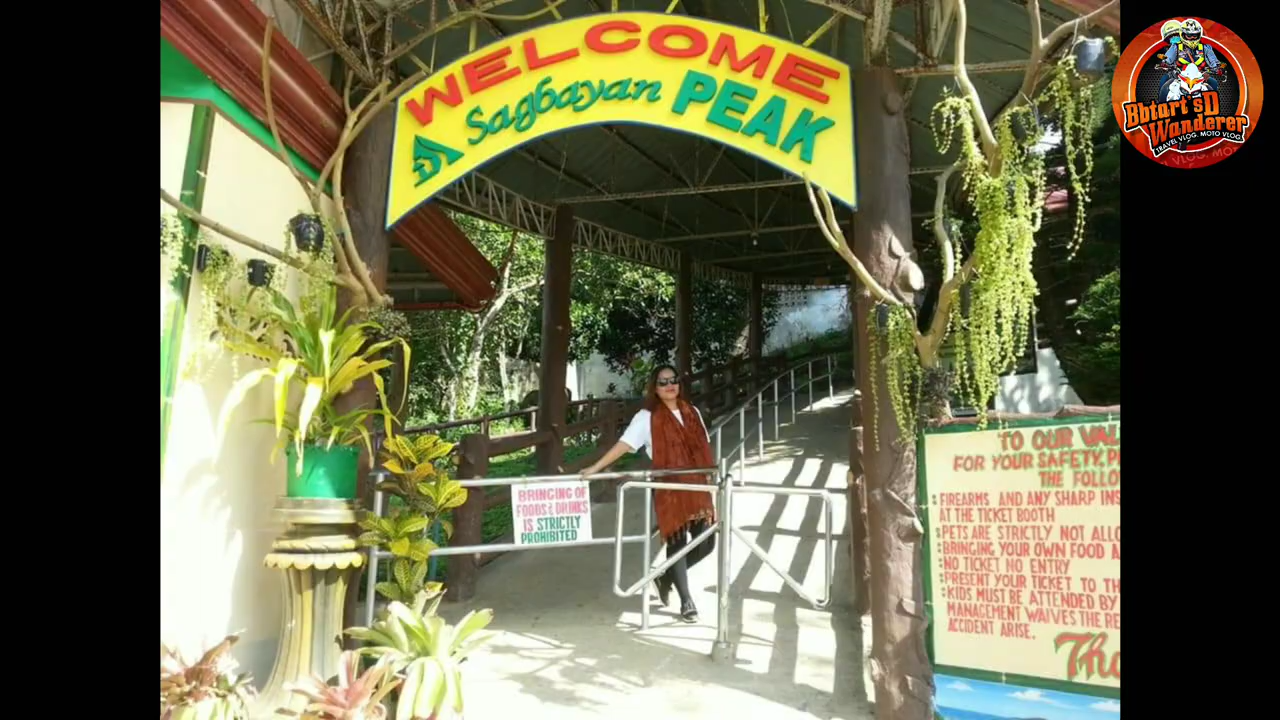 WELCOME
Sagbayan PEAK
Bbtart'sD
Wanderer
TRAVEL VLOG. MOTO VLOG.
BRINGING OF
FOODS & DRINKS
IS STRICTLY
PROHIBITED
TO OUR VAL
FOR YOUR SAFETY, P
THE FOLLO
FIREARMS AND ANY SHARP INS
AT THE TICKET BOOTH
PETS ARE STRICTLY NOT ALLO
BRINGING YOUR OWN FOOD A
NO TICKET NO ENTRY
PRESENT YOUR TICKET TO TH
KIDS MUST BE ATTENDED BY
MANAGEMENT WAIVES THE RE
ACCIDENT ARISE.
Tha